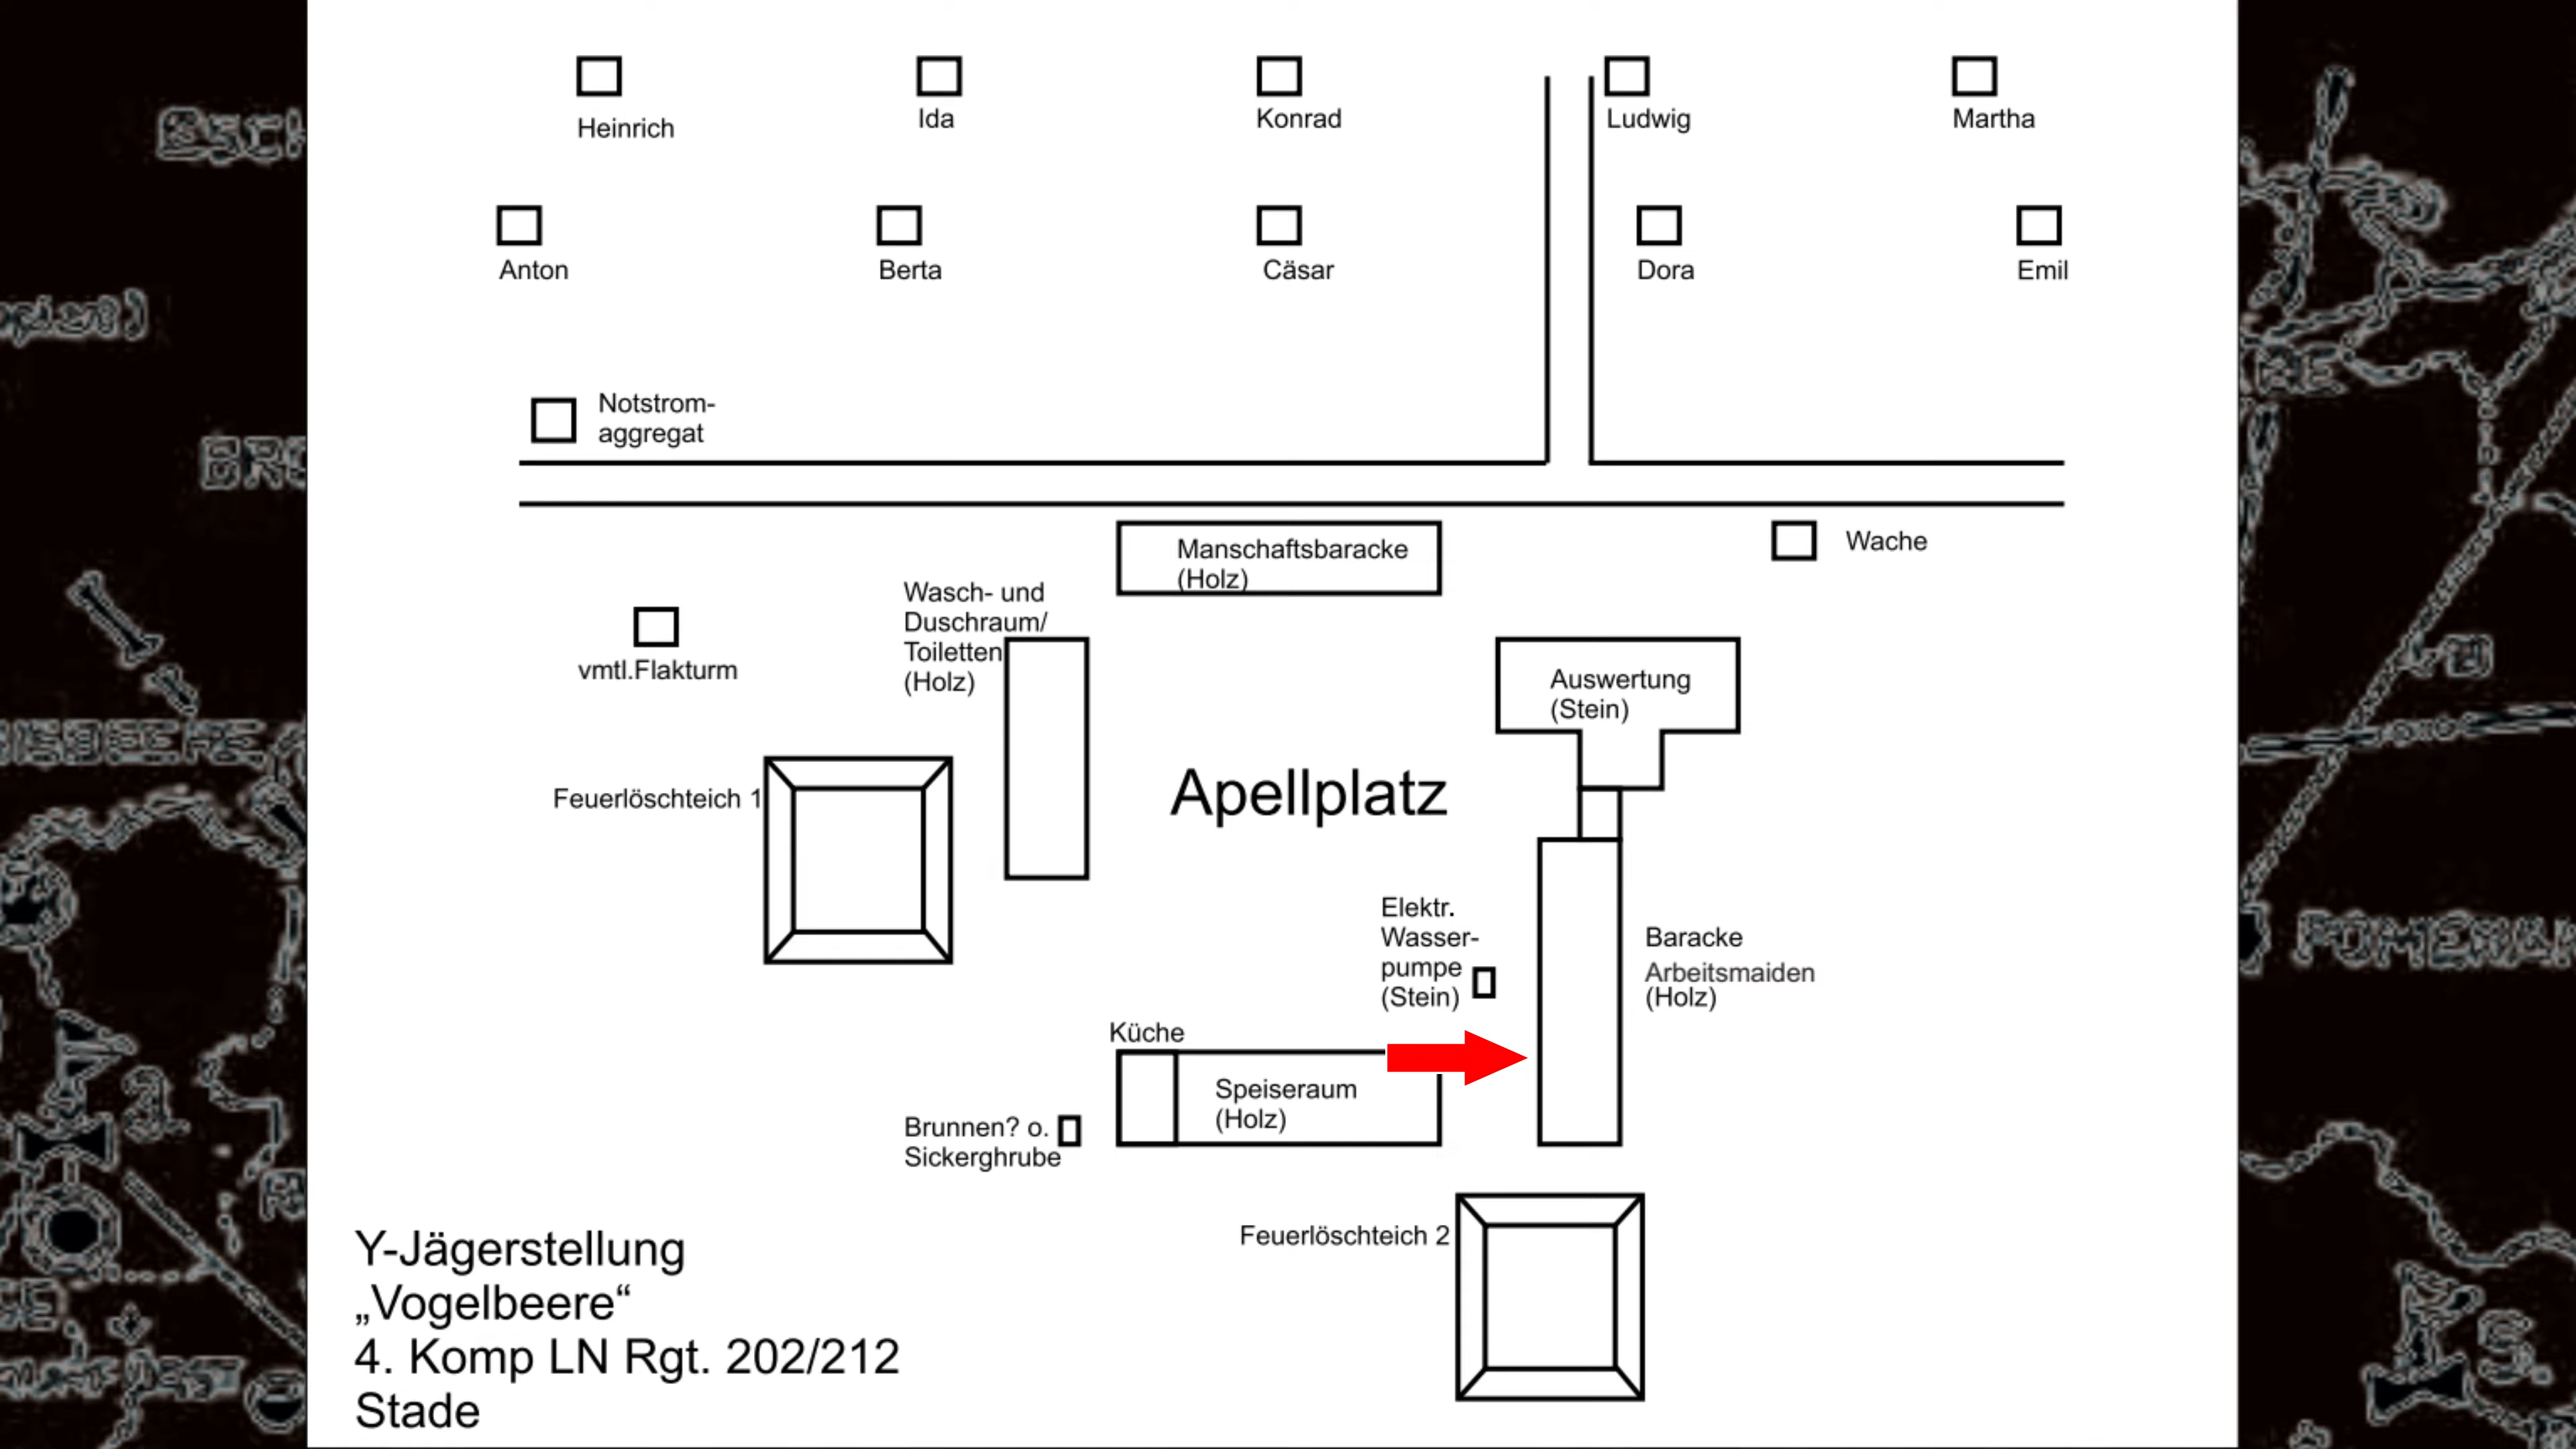 Heinrich
Ida
Konrad
Ludwig
Martha
Anton
Berta
Cäsar
Dora
Emil
Notstrom-
aggregat
Manschaftsbaracke
(Holz)
Wache
Wasch- und
Duschraum/
Toiletten
(Holz)
vmtl.Flakturm
Auswertung
(Stein)
Feuerlöschteich 1
Apellplatz
Elektr.
Wasser-
pumpe
(Stein)
Baracke
Arbeitsmaiden
(Holz)
Küche
Speiseraum
(Holz)
Brunnen? o.
Sickerghrube
Feuerlöschteich 2
Y-Jägerstellung
„Vogelbeere“
4. Komp LN Rgt. 202/212
Stade